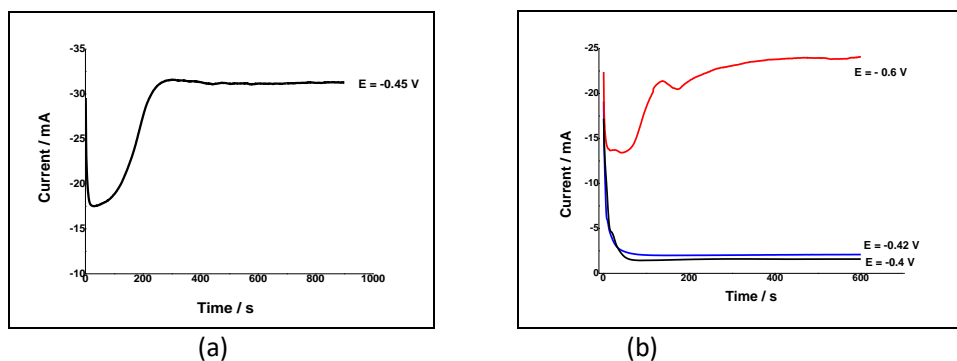 -35
-30
-25
-20
-15
-10
0
200
400
600
800
1000
Current / mA
Time / s
E = -0.45 V
(a)
-25
-20
-15
-10
-5
0
0
200
400
600
Current / mA
Time / s
E = - 0.6 V
E = -0.42 V
E = -0.4 V
(b)